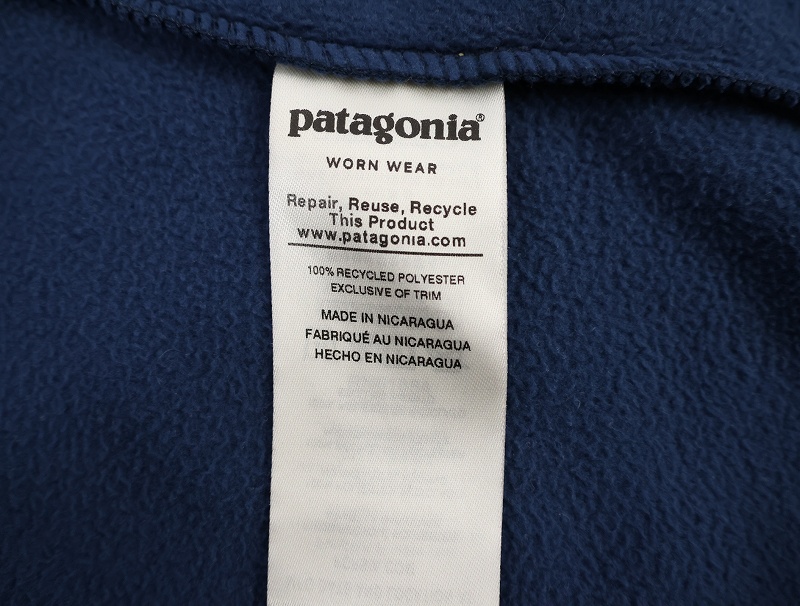 patagonia®
WORN WEAR
Repair, Reuse, Recycle
This Product
www.patagonia.com
100% RECYCLED POLYESTER
EXCLUSIVE OF TRIM
MADE IN NICARAGUA
FABRIQUÉ AU NICARAGUA
HECHO EN NICARAGUA